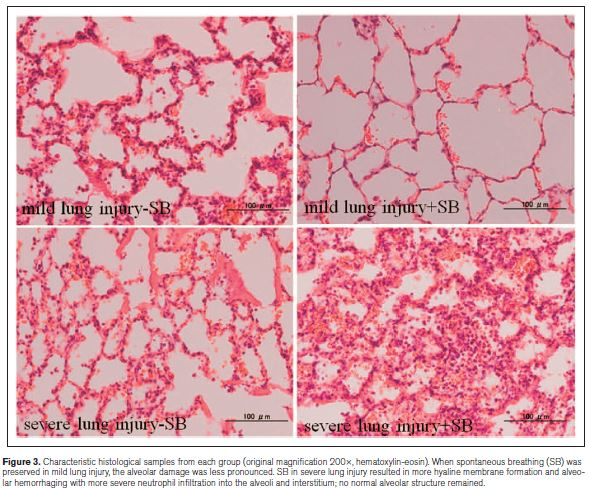 100 μm
mild lung injury-SB
100 μm
mild lung injury+SB
100 μm
severe lung injury-SB
100 μm
severe lung injury+SB
Figure 3. Characteristic histological samples from each group (original magnification 200×, hematoxylin-eosin). When spontaneous breathing (SB) was
preserved in mild lung injury, the alveolar damage was less pronounced. SB in severe lung injury resulted in more hyaline membrane formation and alveo-
lar hemorrhaging with more severe neutrophil infiltration into the alveoli and interstitium; no normal alveolar structure remained.